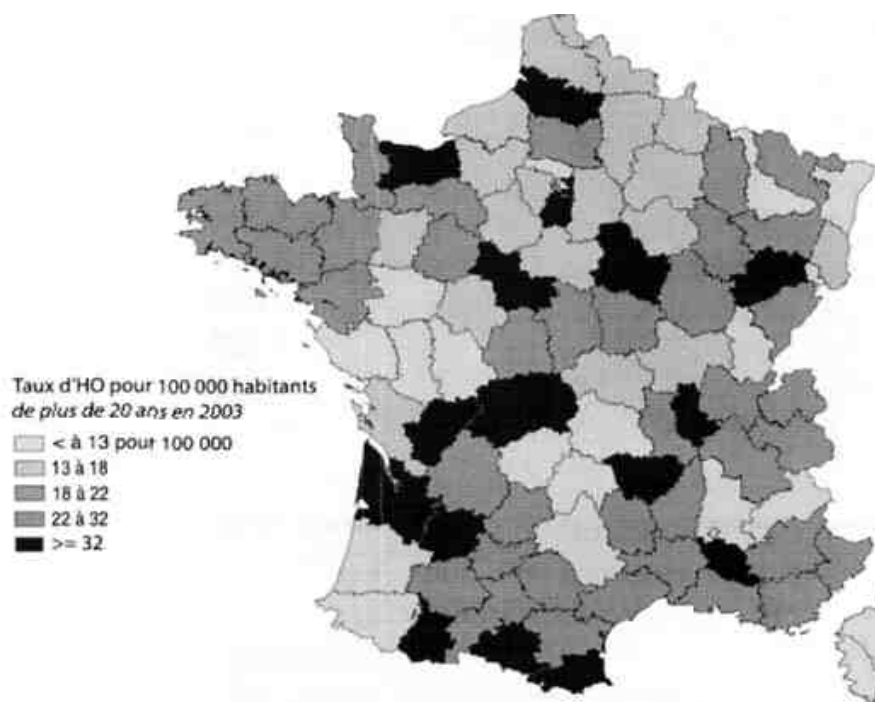 Taux d'HO pour 100 000 habitants
de plus de 20 ans en 2003
< à 13 pour 100 000
13 à 18
18 à 22
22 à 32
>= 32